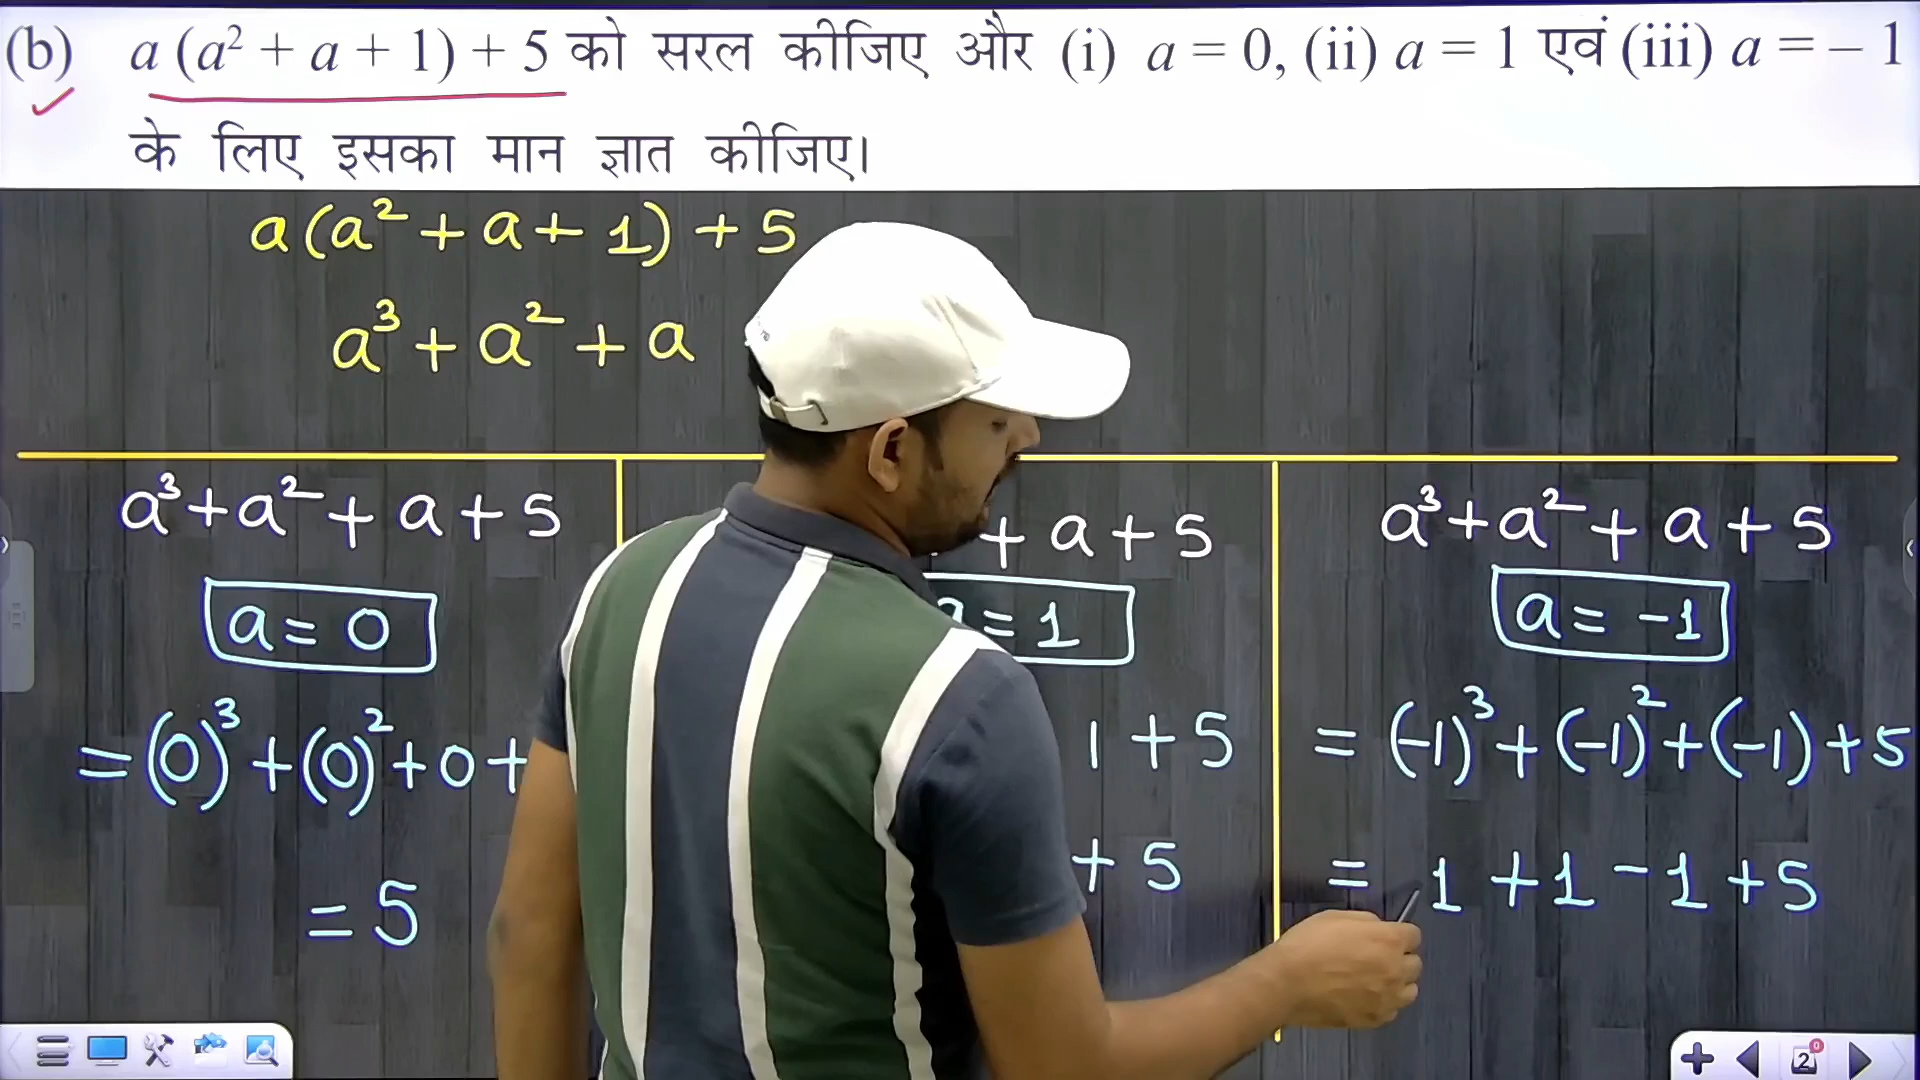 (b) a (a² + a + 1) + 5 को सरल कीजिए और (i) a = 0, (ii) a = 1 एवं (iii) a = – 1
के लिए इसका मान ज्ञात कीजिए।
a(a² + a + 1) + 5
a³ + a² + a
a³ + a² + a + 5
a = 0
= (0)³ + (0)² + 0 +
= 5
+ a + 5
a = 1
1 + 5
+ 5
a³ + a² + a + 5
a = -1
= (-1)³ + (-1)² + (-1) + 5
= 1 + 1 - 1 + 5
2